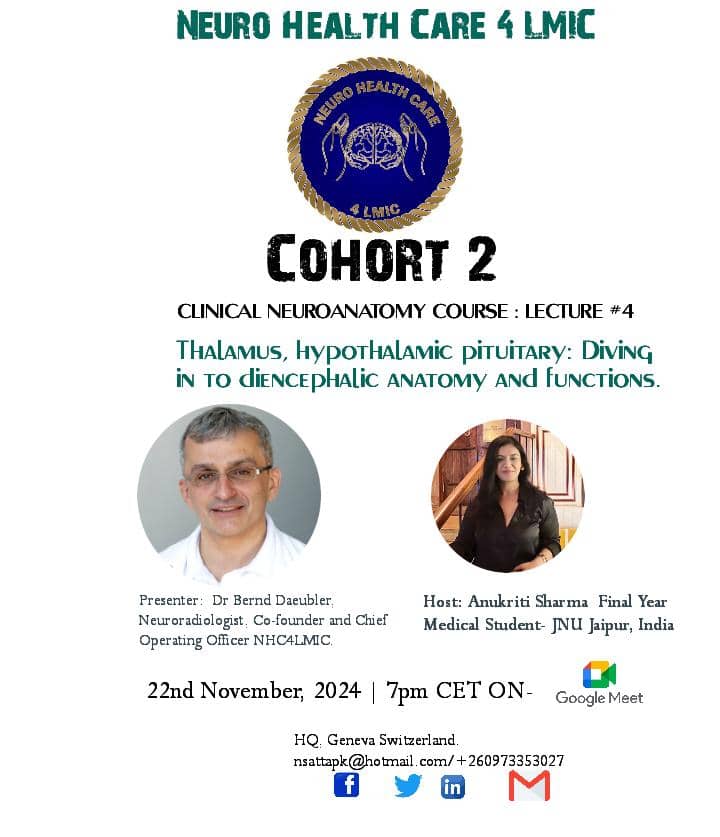 Neuro Health Care 4 LMIC
NEURO HEALTH CARE
4 LMIC
Cohort 2
CLINICAL NEUROANATOMY COURSE : LECTURE #4
Thalamus, hypothalamic pituitary: Diving
in to diencephalic anatomy and functions.
Presenter: Dr Bernd Daeubler,
Neuroradiologist, Co-founder and Chief
Operating Officer NHC4LMIC.
Host: Anukriti Sharma Final Year
Medical Student- JNU Jaipur, India
22nd November, 2024 | 7pm CET ON-
Google Meet
HQ, Geneva Switzerland.
nsattapk@hotmail.com/+260973353027